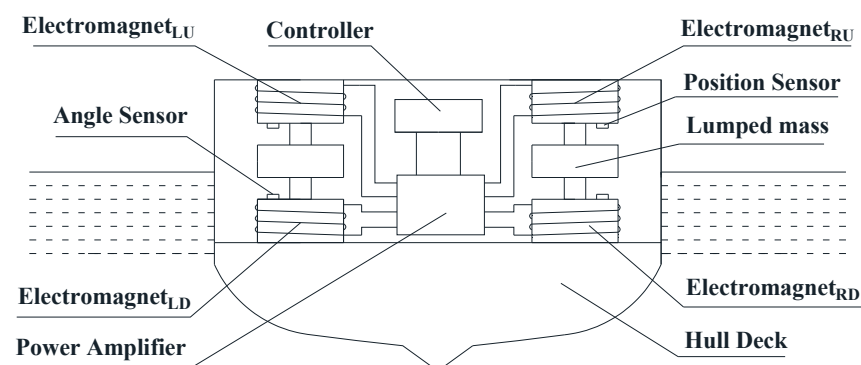 Electromagnet_LU
Controller
Electromagnet_RU
Position Sensor
Angle Sensor
Lumped mass
Electromagnet_LD
Electromagnet_RD
Power Amplifier
Hull Deck